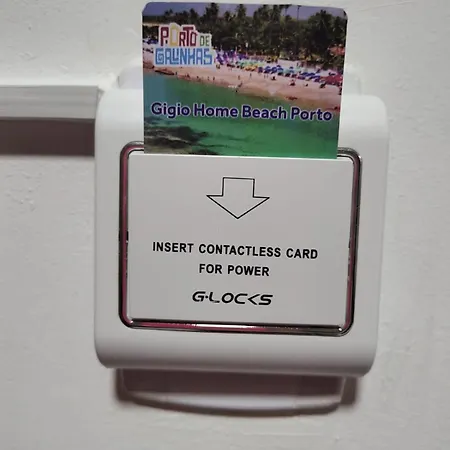 PORTO DE
GALINHAS
Gigio Home Beach Porto
INSERT CONTACTLESS CARD
FOR POWER
G-LOCKS